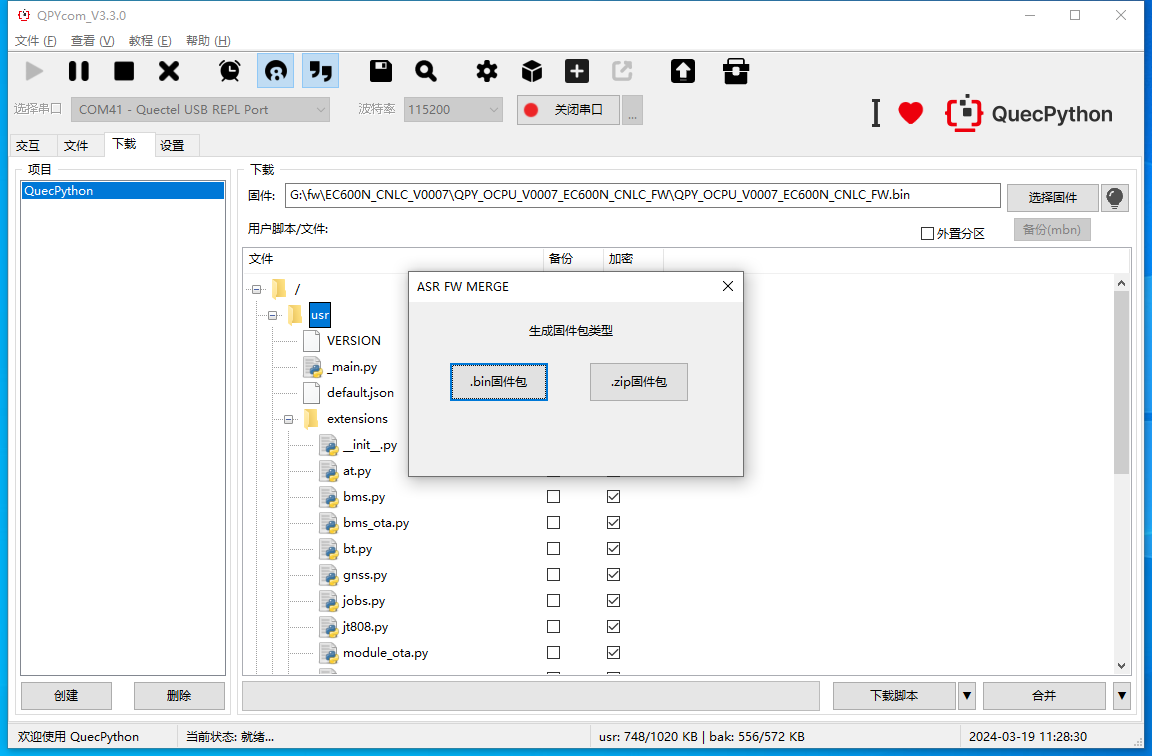 QPYcom_V3.3.0
文件 (F) 查看 (V) 教程 (E) 帮助 (H)
选择串口 COM41 - Quectel USB REPL Port 波特率 115200 关闭串口 ...
QuecPython
交互 文件 下载 设置
项目
QuecPython
下载
固件: G:\fw\EC600N_CNLC_V0007\QPY_OCPU_V0007_EC600N_CNLC_FW\QPY_OCPU_V0007_EC600N_CNLC_FW.bin 选择固件
用户脚本/文件: 外置分区 备份(mbn)
文件 备份 加密
/
usr
VERSION
_main.py
default.json
extensions
__init__.py
at.py
bms.py
bms_ota.py
bt.py
gnss.py
jobs.py
jt808.py
module_ota.py
ASR FW MERGE
生成固件包类型
.bin固件包 .zip固件包
创建 删除 下载脚本 合并
欢迎使用 QuecPython 当前状态: 就绪... usr: 748/1020 KB | bak: 556/572 KB 2024-03-19 11:28:30